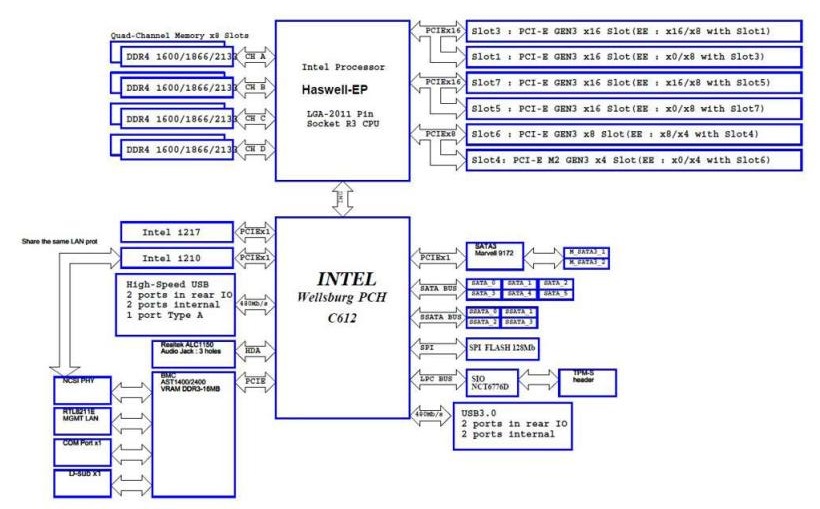 Quad-Channel Memory x8 Slots
DDR4 1600/1866/2133
CH A
DDR4 1600/1866/2133
CH B
DDR4 1600/1866/2133
CH C
DDR4 1600/1866/2133
CH D
Intel Processor
Haswell-EP
LGA-2011 Pin
Socket R3 CPU
PCIEx16
Slot3 : PCI-E GEN3 x16 Slot(EE : x16/x8 with Slot1)
Slot1 : PCI-E GEN3 x16 Slot(EE : x0/x8 with Slot3)
PCIEx16
Slot7 : PCI-E GEN3 x16 Slot(EE : x16/x8 with Slot5)
Slot5 : PCI-E GEN3 x16 Slot(EE : x0/x8 with Slot7)
PCIEx8
Slot6 : PCI-E GEN3 x8 Slot(EE : x8/x4 with Slot4)
Slot4: PCI-E M2 GEN3 x4 Slot(EE : x0/x4 with Slot6)
DMI
Share the same LAN prot
Intel i217
PCIEx1
Intel i210
PCIEx1
High-Speed USB
2 ports in rear IO
2 ports internal
1 port Type A
480Mb/s
Realtek ALC1150
Audio Jack : 3 holes
HDA
BMC
AST1400/2400
VRAM DDR3-16MB
PCIE
NCSI PHY
RTL8211E
MGMT LAN
COM Port x1
D-sub x1
INTEL
Wellsburg PCH
C612
PCIEx1
SATA3
Marvell 9172
M_SATA3_1
M_SATA3_2
SATA BUS
SATA_0 SATA_1 SATA_2
SATA_3 SATA_4 SATA_5
SSATA BUS
SSATA_0 SSATA_1
SSATA_2 SSATA_3
SPI
SPI FLASH 128Mb
LPC BUS
SIO
NCT6776D
TPM-S
header
480Mb/s
USB3.0
2 ports in rear IO
2 ports internal